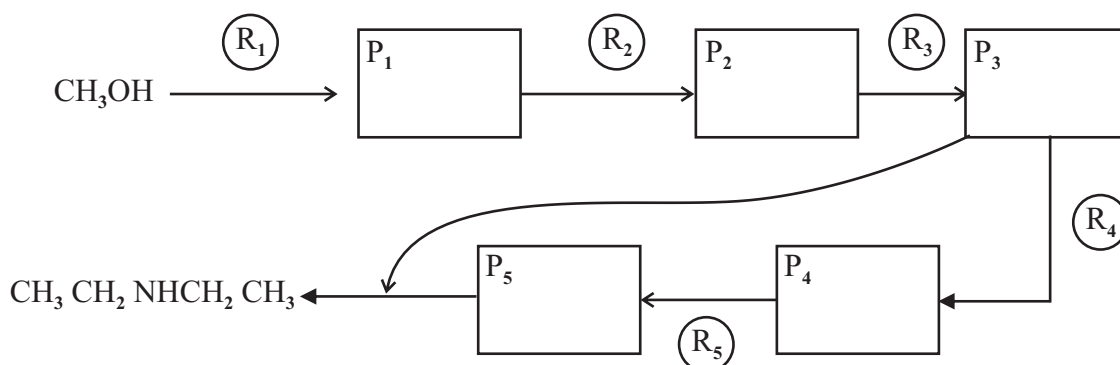 R₁ R₂ R₃
P₁ P₂ P₃
CH₃OH
R₄
P₅ P₄
CH₃ CH₂ NHCH₂ CH₃
R₅